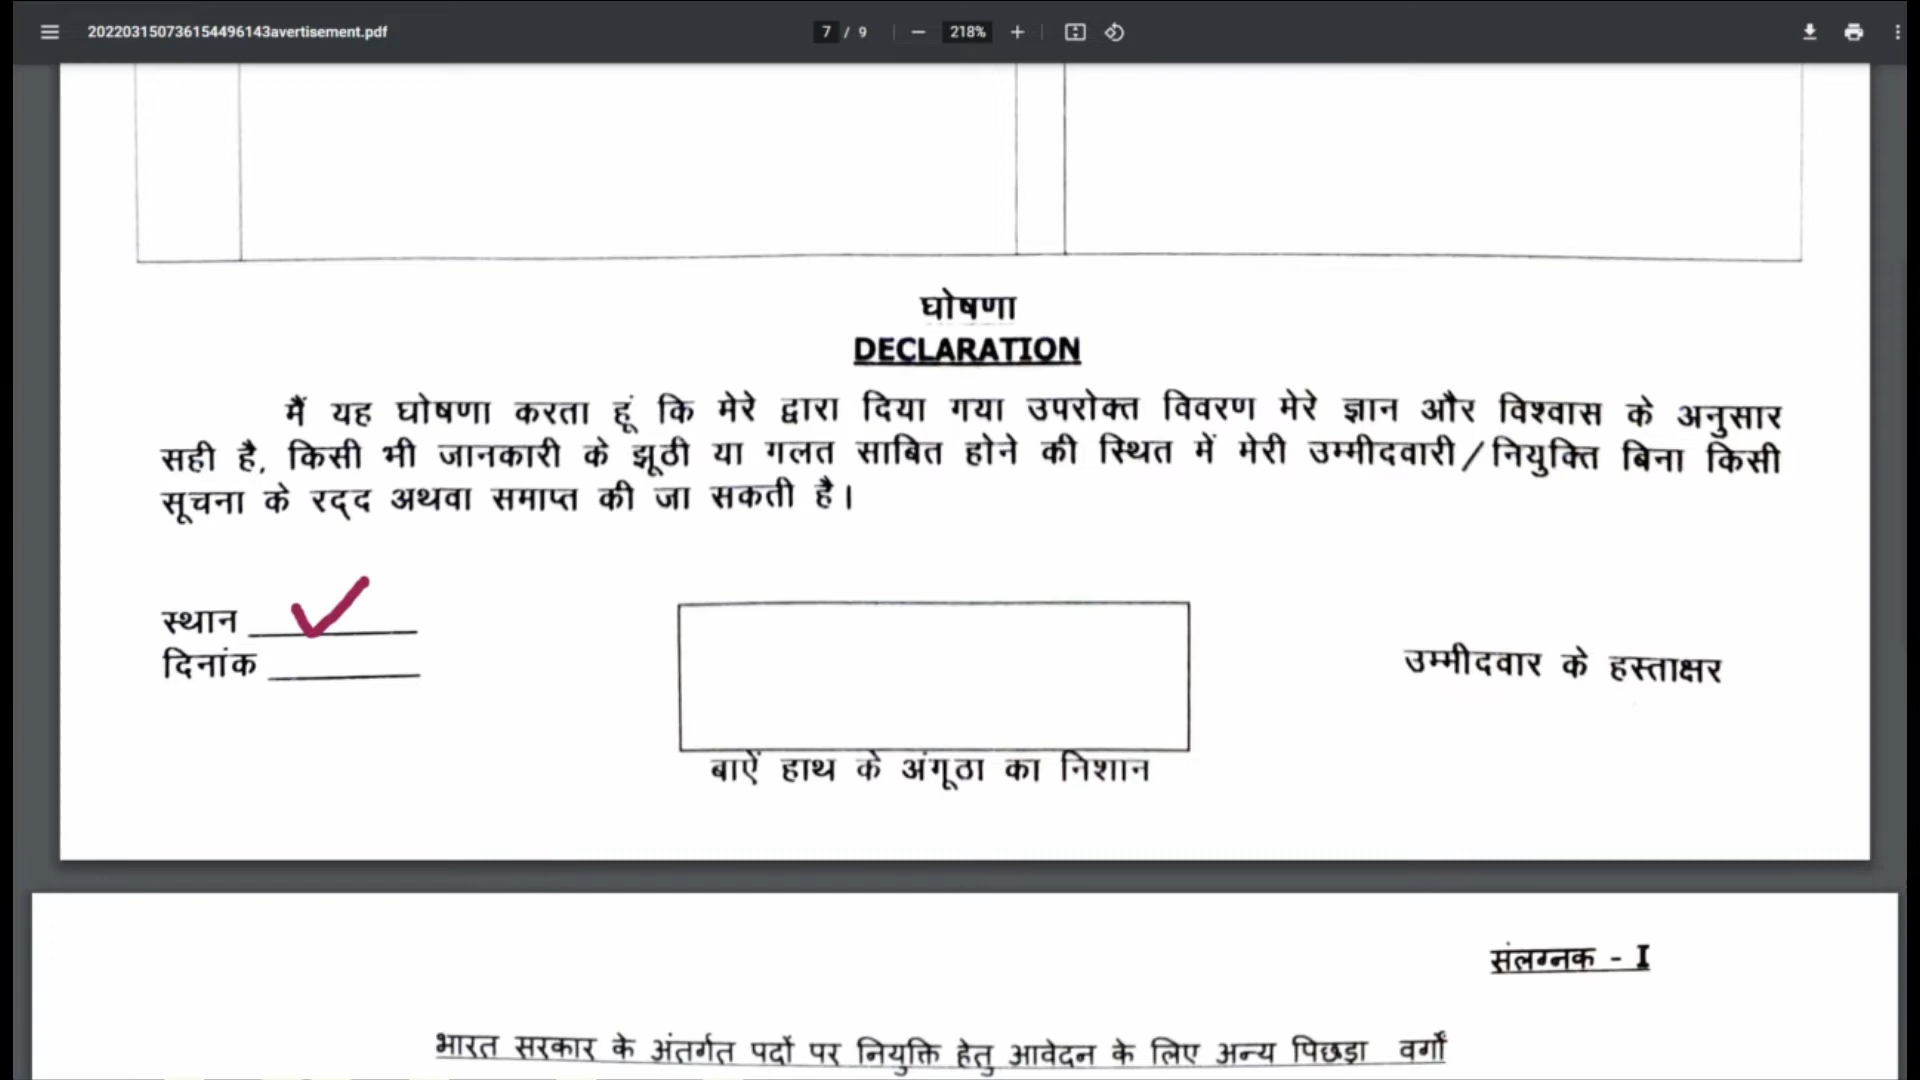 202203150736154496143avertisement.pdf
7 / 9
218%
घोषणा
DECLARATION
मैं यह घोषणा करता हूं कि मेरे द्वारा दिया गया उपरोक्त विवरण मेरे ज्ञान और विश्वास के अनुसार
सही है, किसी भी जानकारी के झूठी या गलत साबित होने की स्थित में मेरी उम्मीदवारी/नियुक्ति बिना किसी
सूचना के रद्द अथवा समाप्त की जा सकती है।
स्थान
दिनांक
उम्मीदवार के हस्ताक्षर
बाऐं हाथ के अंगूठा का निशान
संलग्नक - I
भारत सरकार के अंतर्गत पदों पर नियुक्ति हेतु आवेदन के लिए अन्य पिछड़ा वर्गों